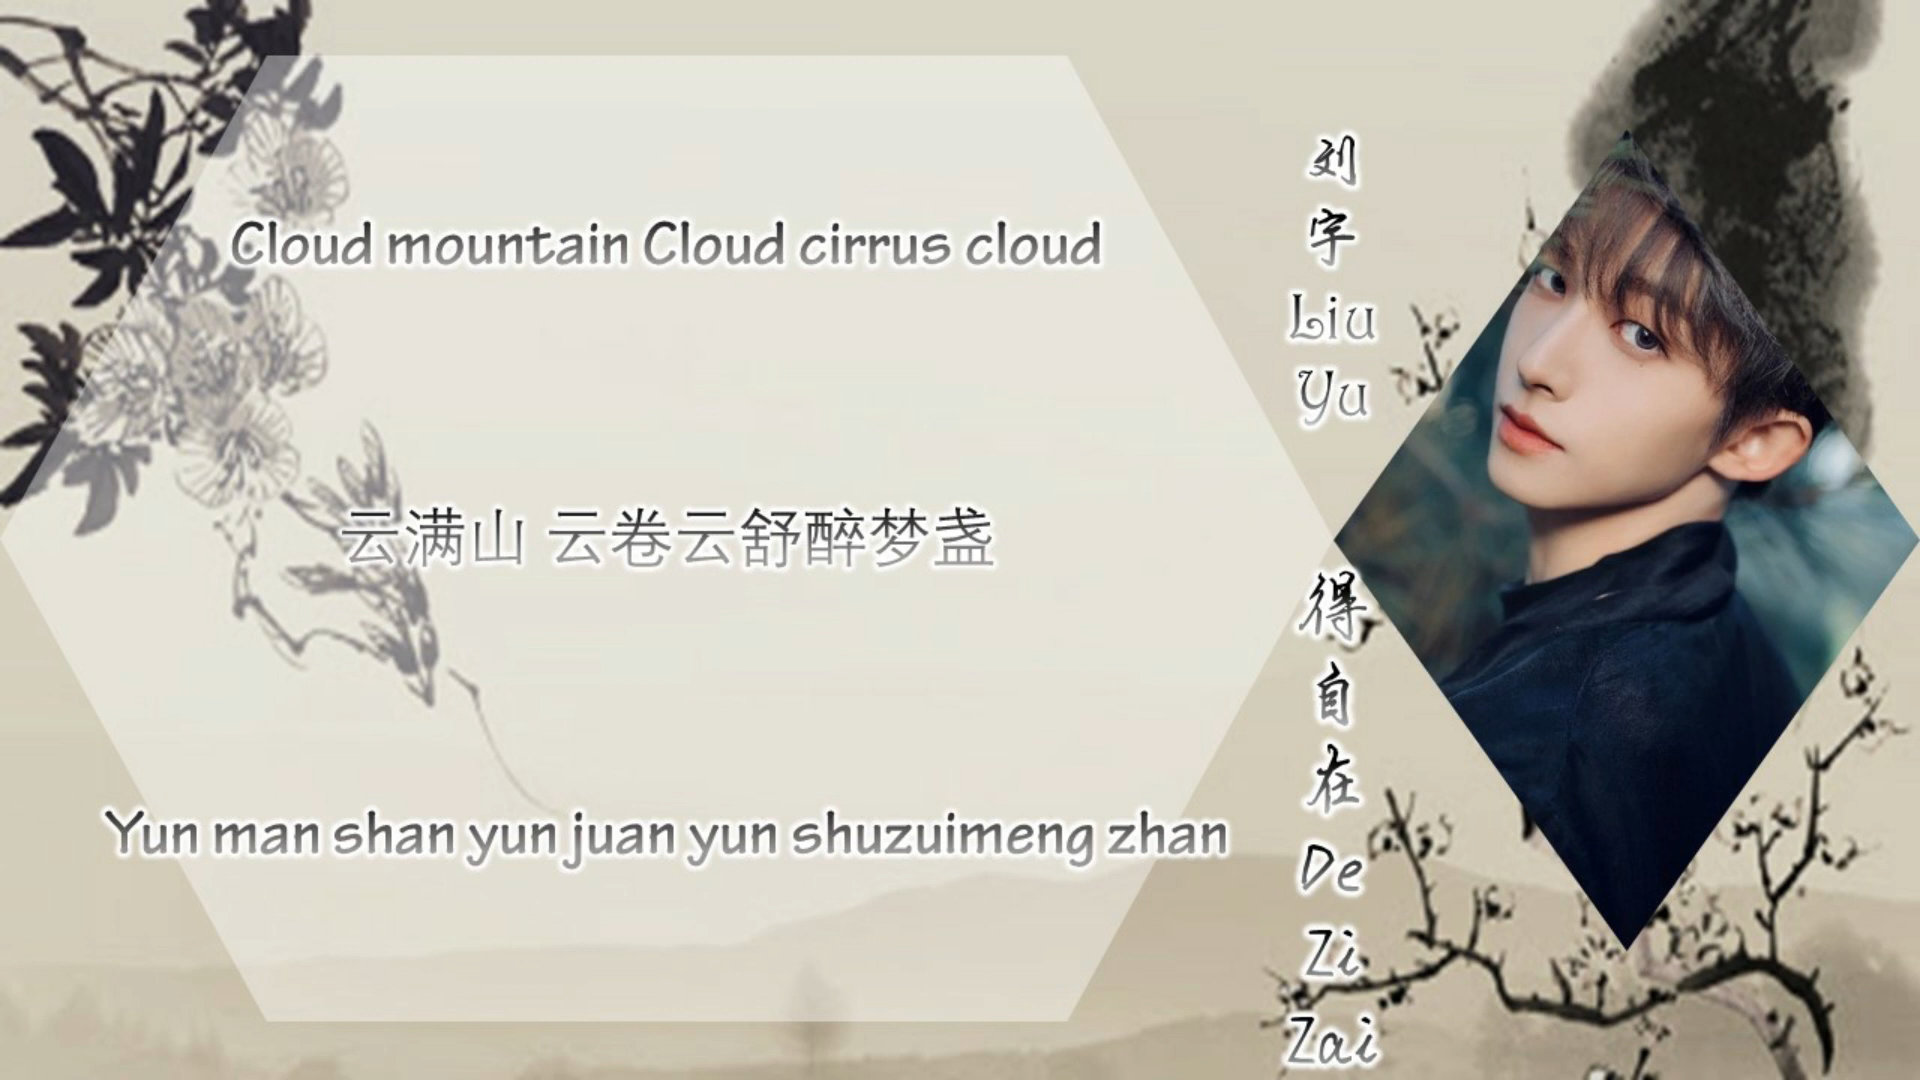 Cloud mountain Cloud cirrus cloud
云满山 云卷云舒醉梦盏
Yun man shan yun juan yun shuzuimeng zhan
刘
宇
Liu
Yu
得
自
在
De
Zi
Zai